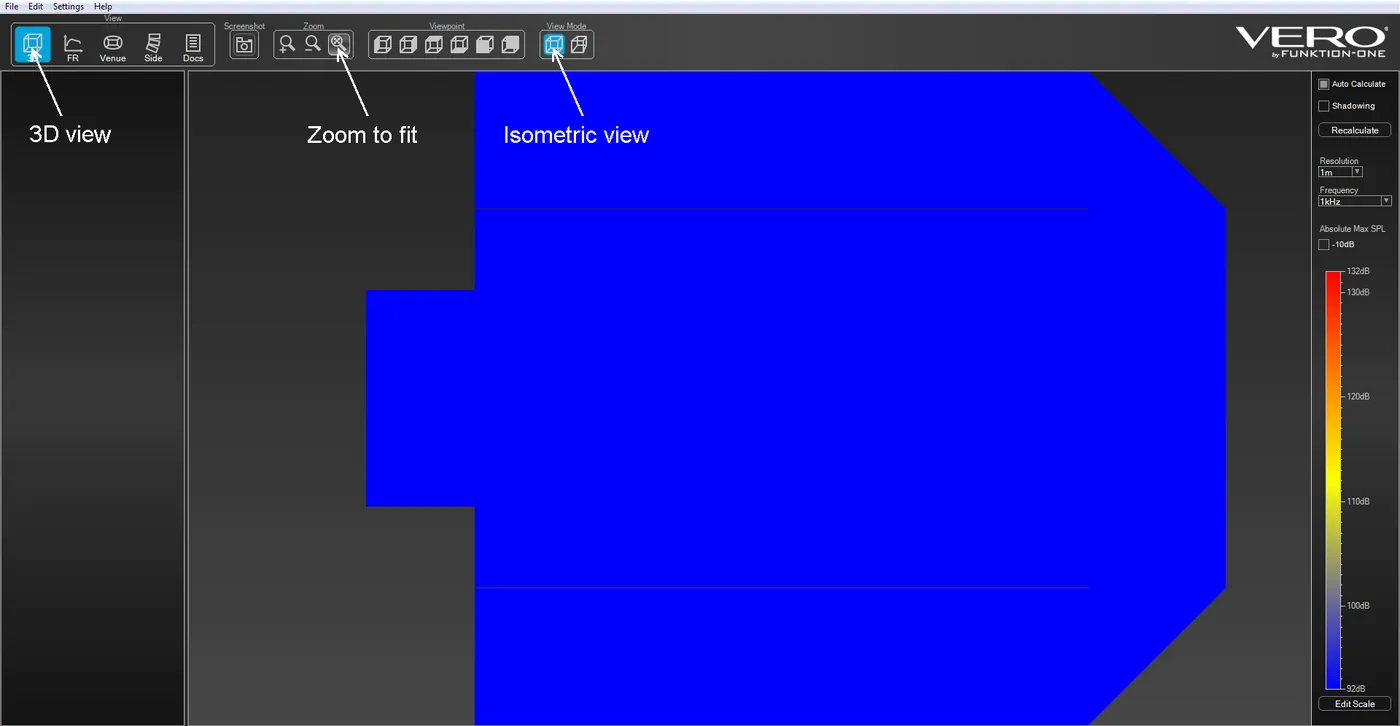 File Edit Settings Help
View
Screenshot
Zoom
Viewpoint
View Mode
FR
Venue
Side
Docs
VERO
by FUNKTION-ONE
3D view
Zoom to fit
Isometric view
Auto Calculate
Shadowing
Recalculate
Resolution
1m
Frequency
1kHz
Absolute Max SPL
-10dB
132dB
130dB
120dB
110dB
100dB
92dB
Edit Scale